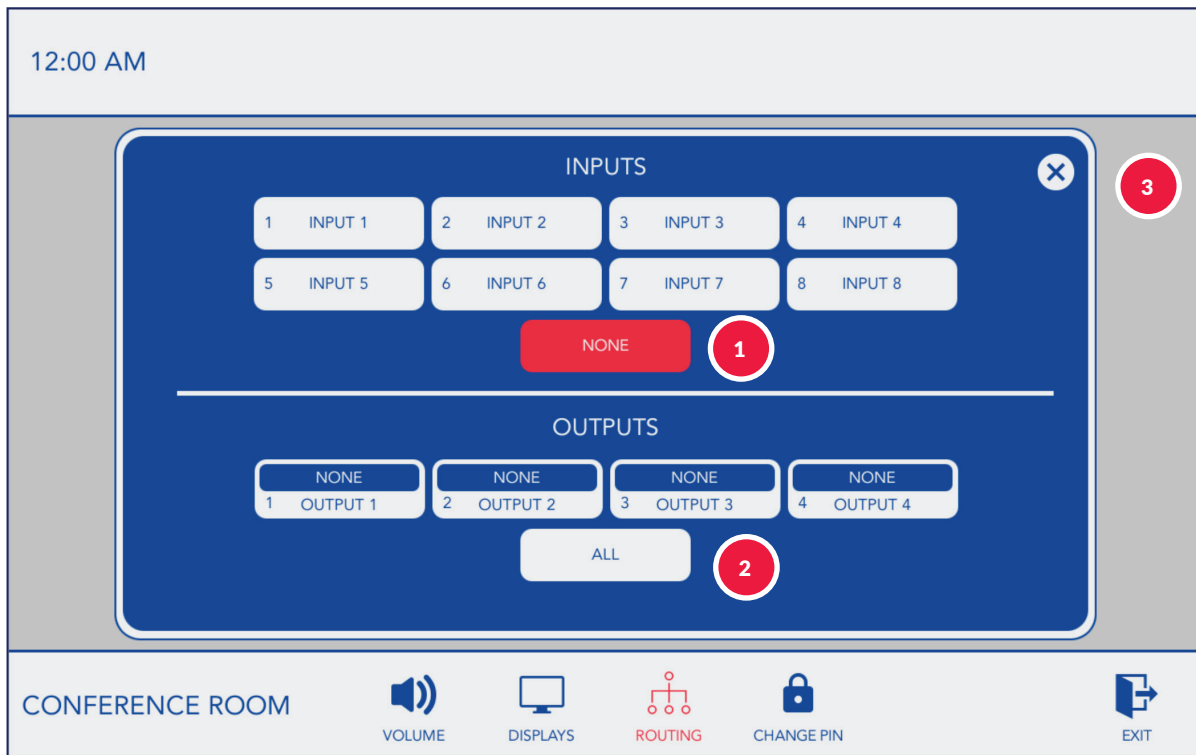 12:00 AM
INPUTS
3
1 INPUT 1 2 INPUT 2 3 INPUT 3 4 INPUT 4
5 INPUT 5 6 INPUT 6 7 INPUT 7 8 INPUT 8
NONE 1
OUTPUTS
NONE NONE NONE NONE
1 OUTPUT 1 2 OUTPUT 2 3 OUTPUT 3 4 OUTPUT 4
ALL 2
CONFERENCE ROOM
VOLUME DISPLAYS ROUTING CHANGE PIN EXIT